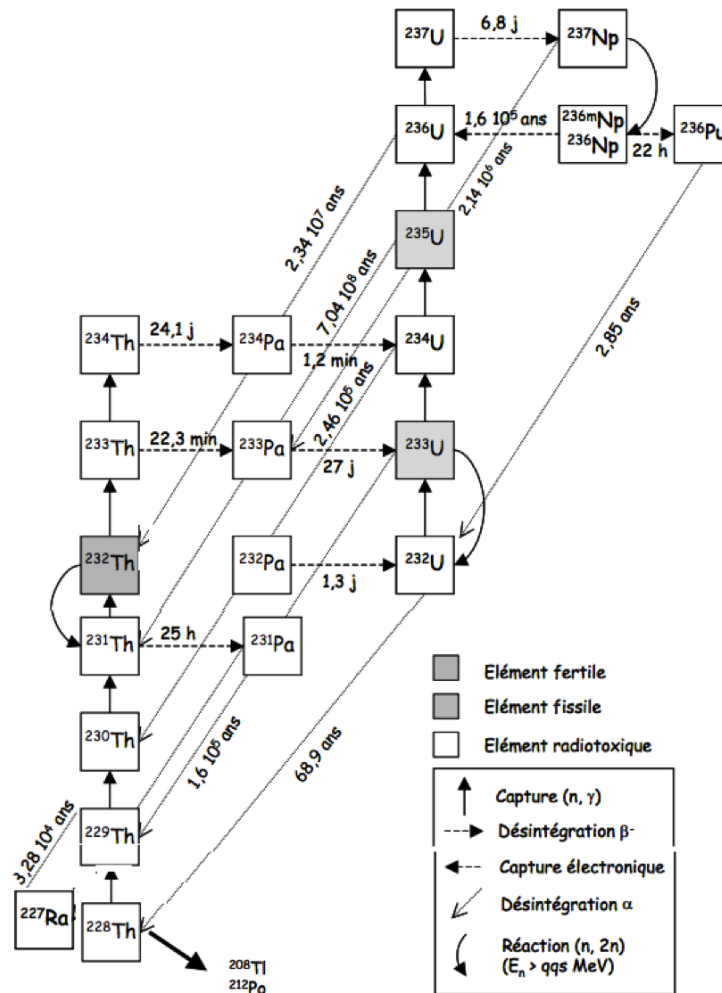 ²³⁷U 6,8 j ²³⁷Np
²³⁶U 1,6 10⁵ ans ²³⁶ᵐNp ²³⁶Pu
²³⁶Np 22 h
2,34 10⁷ ans
2,14 10⁶ ans
²³⁵U
7,04 10⁸ ans
2,85 ans
²³⁴Th 24,1 j ²³⁴Pa 1,2 min ²³⁴U
2,46 10⁵ ans
²³³Th 22,3 min ²³³Pa 27 j ²³³U
²³²Th ²³²Pa 1,3 j ²³²U
²³¹Th 25 h ²³¹Pa
Elément fertile
Elément fissile
Elément radiotoxique
²³⁰Th
1,6 10⁵ ans
68,9 ans
²²⁹Th
3,28 10⁴ ans
²²⁷Ra ²²⁸Th
²⁰⁸Tl
²¹²Po
Capture (n, γ)
Désintégration β⁻
Capture électronique
Désintégration α
Réaction (n, 2n)
(Eₙ > qqs MeV)